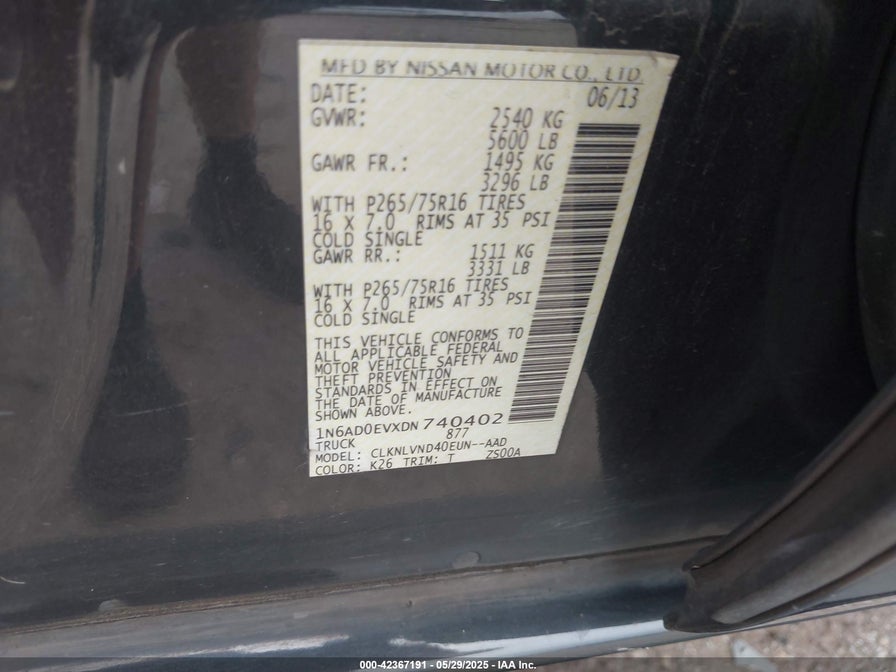 MFD BY NISSAN MOTOR CO., LTD.
DATE: 06/13
GVWR: 2540 KG
5600 LB
GAWR FR.: 1495 KG
3296 LB
WITH P265/75R16 TIRES
16 X 7.0 RIMS AT 35 PSI
COLD SINGLE
GAWR RR.: 1511 KG
3331 LB
WITH P265/75R16 TIRES
16 X 7.0 RIMS AT 35 PSI
COLD SINGLE
THIS VEHICLE CONFORMS TO
ALL APPLICABLE FEDERAL
MOTOR VEHICLE SAFETY AND
THEFT PREVENTION
STANDARDS IN EFFECT ON
THE DATE OF MANUFACTURE
SHOWN ABOVE.
1N6AD0EVXDN740402
TRUCK 877
MODEL: CLKNLVND40EUN--AAD
COLOR: K26 TRIM: T ZS00A
000-42367191 - 05/29/2025 - IAA Inc.